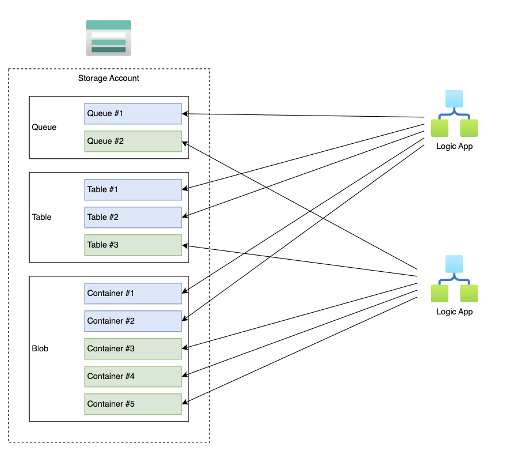 Storage Account
Queue
Queue #1
Queue #2
Table
Table #1
Table #2
Table #3
Blob
Container #1
Container #2
Container #3
Container #4
Container #5
Logic App
Logic App